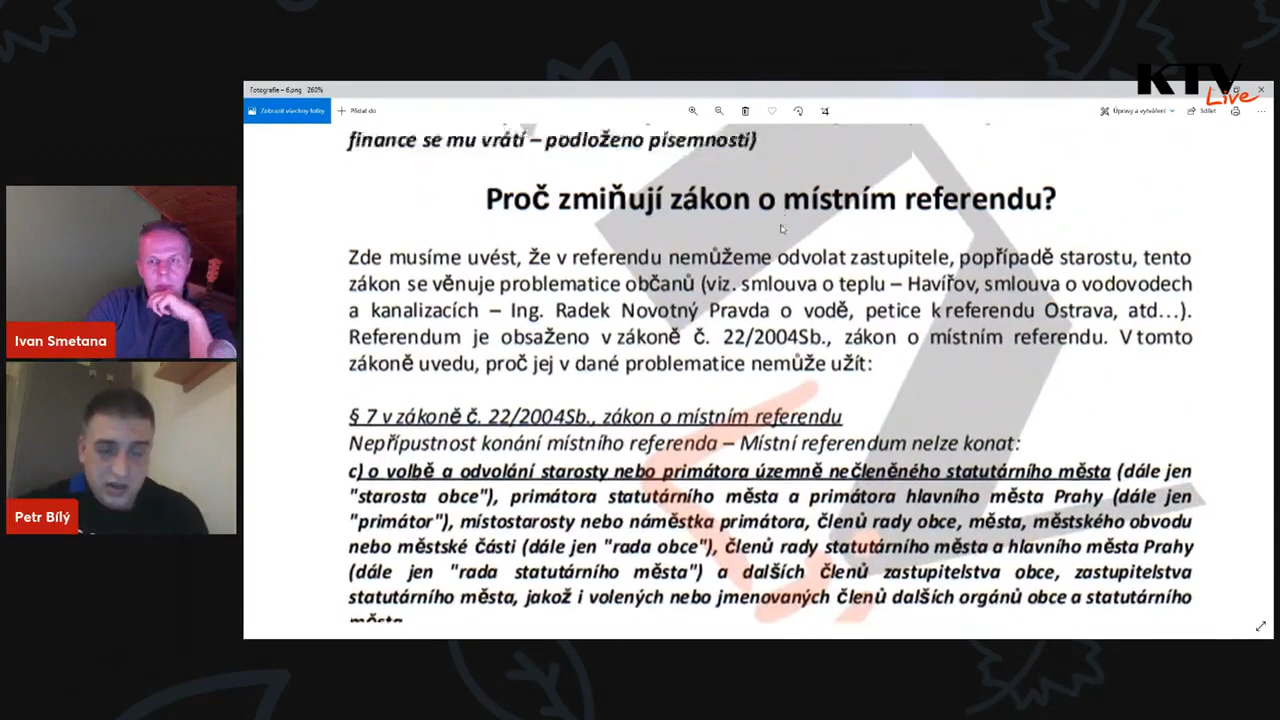 KTV
Live
Fotografie – 6.png 260%
Zobrazit všechny fotky
Přidat do
Úpravy a vytváření
Sdílet
finance se mu vrátí – podloženo písemností)
Proč zmiňují zákon o místním referendu?
Zde musíme uvést, že v referendu nemůžeme odvolat zastupitele, popřípadě starostu, tento
zákon se věnuje problematice občanů (viz. smlouva o teplu – Havířov, smlouva o vodovodech
a kanalizacích – Ing. Radek Novotný Pravda o vodě, petice k referendu Ostrava, atd...).
Referendum je obsaženo v zákoně č. 22/2004Sb., zákon o místním referendu. V tomto
zákoně uvedu, proč jej v dané problematice nemůže užít:
§ 7 v zákoně č. 22/2004Sb., zákon o místním referendu
Nepřípustnost konání místního referenda – Místní referendum nelze konat:
c) o volbě a odvolání starosty nebo primátora územně nečleněného statutárního města (dále jen
"starosta obce"), primátora statutárního města a primátora hlavního města Prahy (dále jen
"primátor"), místostarosty nebo náměstka primátora, členů rady obce, města, městského obvodu
nebo městské části (dále jen "rada obce"), členů rady statutárního města a hlavního města Prahy
(dále jen "rada statutárního města") a dalších členů zastupitelstva obce, zastupitelstva
statutárního města, jakož i volených nebo jmenovaných členů dalších orgánů obce a statutárního
města
Ivan Smetana
Petr Bílý